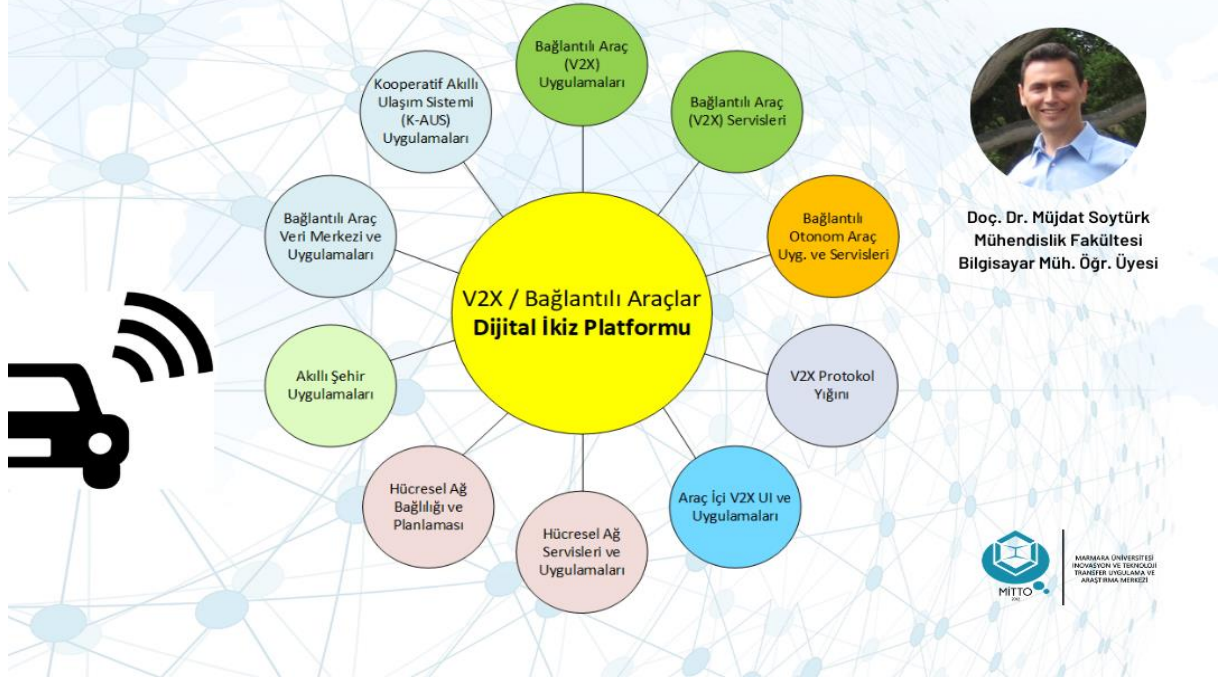 Bağlantılı Araç
(V2X)
Uygulamaları
Kooperatif Akıllı
Ulaşım Sistemi
(K-AUS)
Uygulamaları
Bağlantılı Araç
(V2X) Servisleri
Bağlantılı Araç
Veri Merkezi ve
Uygulamaları
Bağlantılı
Otonom Araç
Uyg. ve Servisleri
Doç. Dr. Müjdat Soytürk
Mühendislik Fakültesi
Bilgisayar Müh. Öğr. Üyesi
V2X / Bağlantılı Araçlar
Dijital İkiz Platformu
Akıllı Şehir
Uygulamaları
V2X Protokol
Yığını
Hücresel Ağ
Bağlılığı ve
Planlaması
Hücresel Ağ
Servisleri ve
Uygulamaları
Araç İçi V2X UI ve
Uygulamaları
MİTTO
MARMARA ÜNİVERSİTESİ
İNOVASYON VE TEKNOLOJİ
TRANSFER UYGULAMA VE
ARAŞTIRMA MERKEZİ